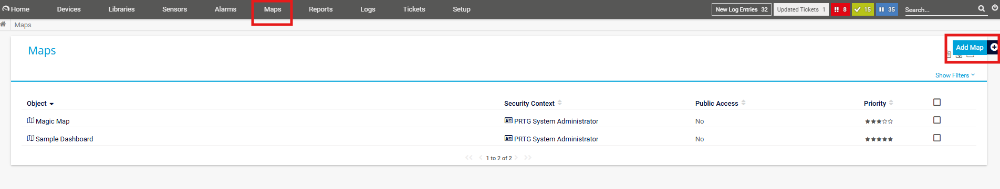 Home Devices Libraries Sensors Alarms Maps Reports Logs Tickets Setup New Log Entries 32 Updated Tickets 1 8 15 35 Search...
Maps
Maps
Add Map
Show Filters
Object Security Context Public Access Priority
Magic Map PRTG System Administrator No
Sample Dashboard PRTG System Administrator No
1 to 2 of 2